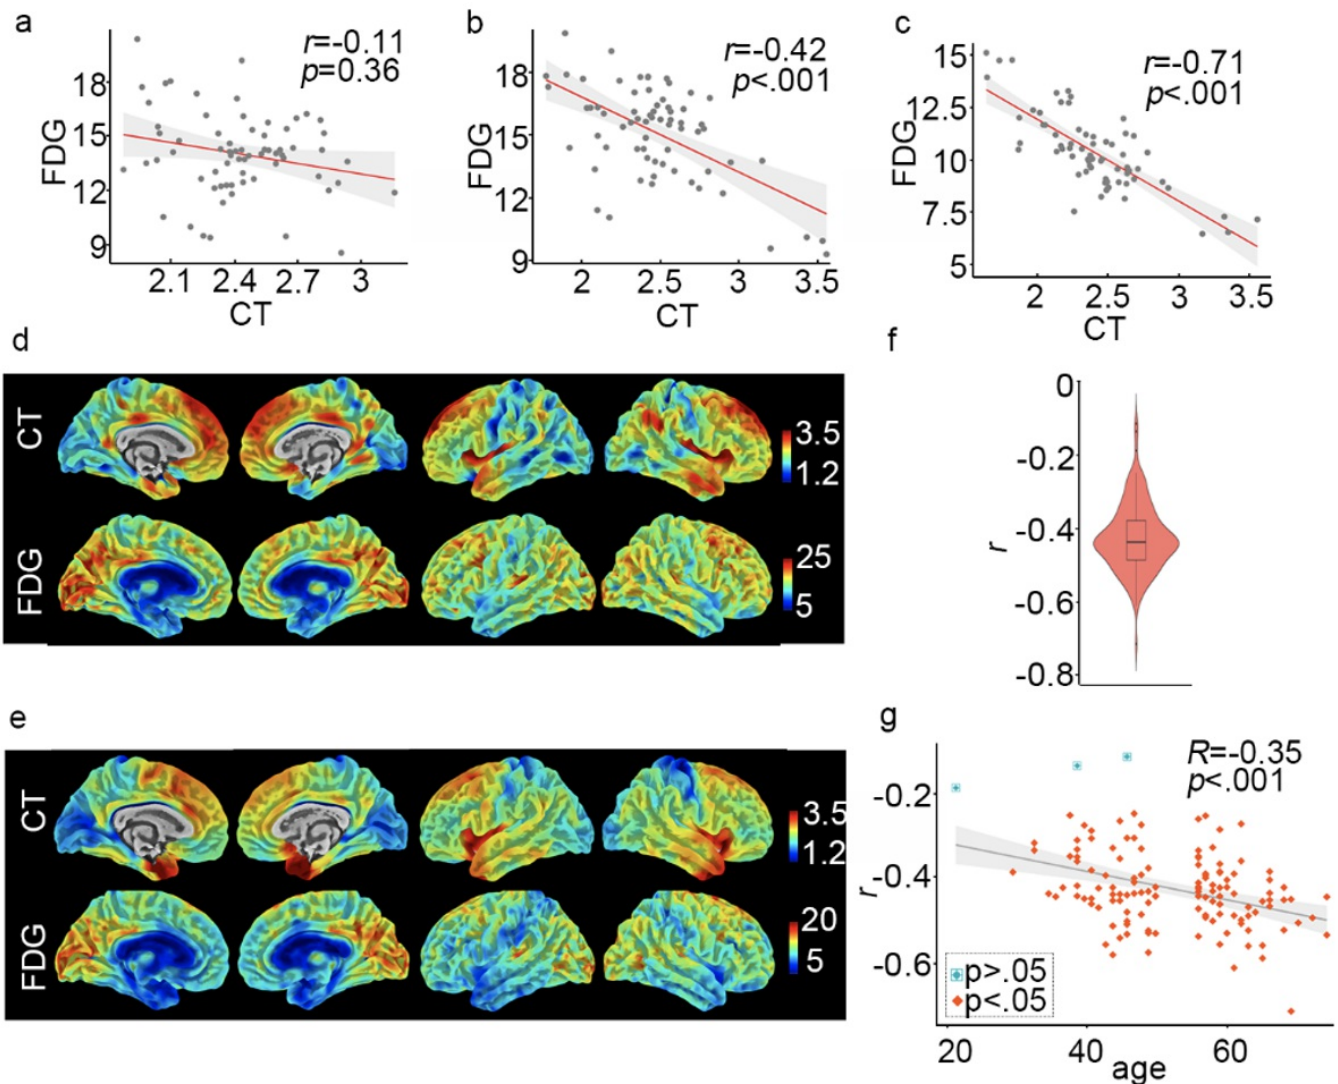 a
r=-0.11
p=0.36
18
15
12
9
FDG
2.1 2.4 2.7 3
CT
b
r=-0.42
p<.001
18
15
12
9
FDG
2 2.5 3 3.5
CT
c
r=-0.71
p<.001
15
12.5
10
7.5
5
FDG
2 2.5 3 3.5
CT
d
CT
3.5
1.2
FDG
25
5
e
CT
3.5
1.2
FDG
20
5
f
0
-0.2
-0.4
-0.6
-0.8
r
g
R=-0.35
p<.001
-0.2
-0.4
-0.6
r
p>.05
p<.05
20 40 60
age